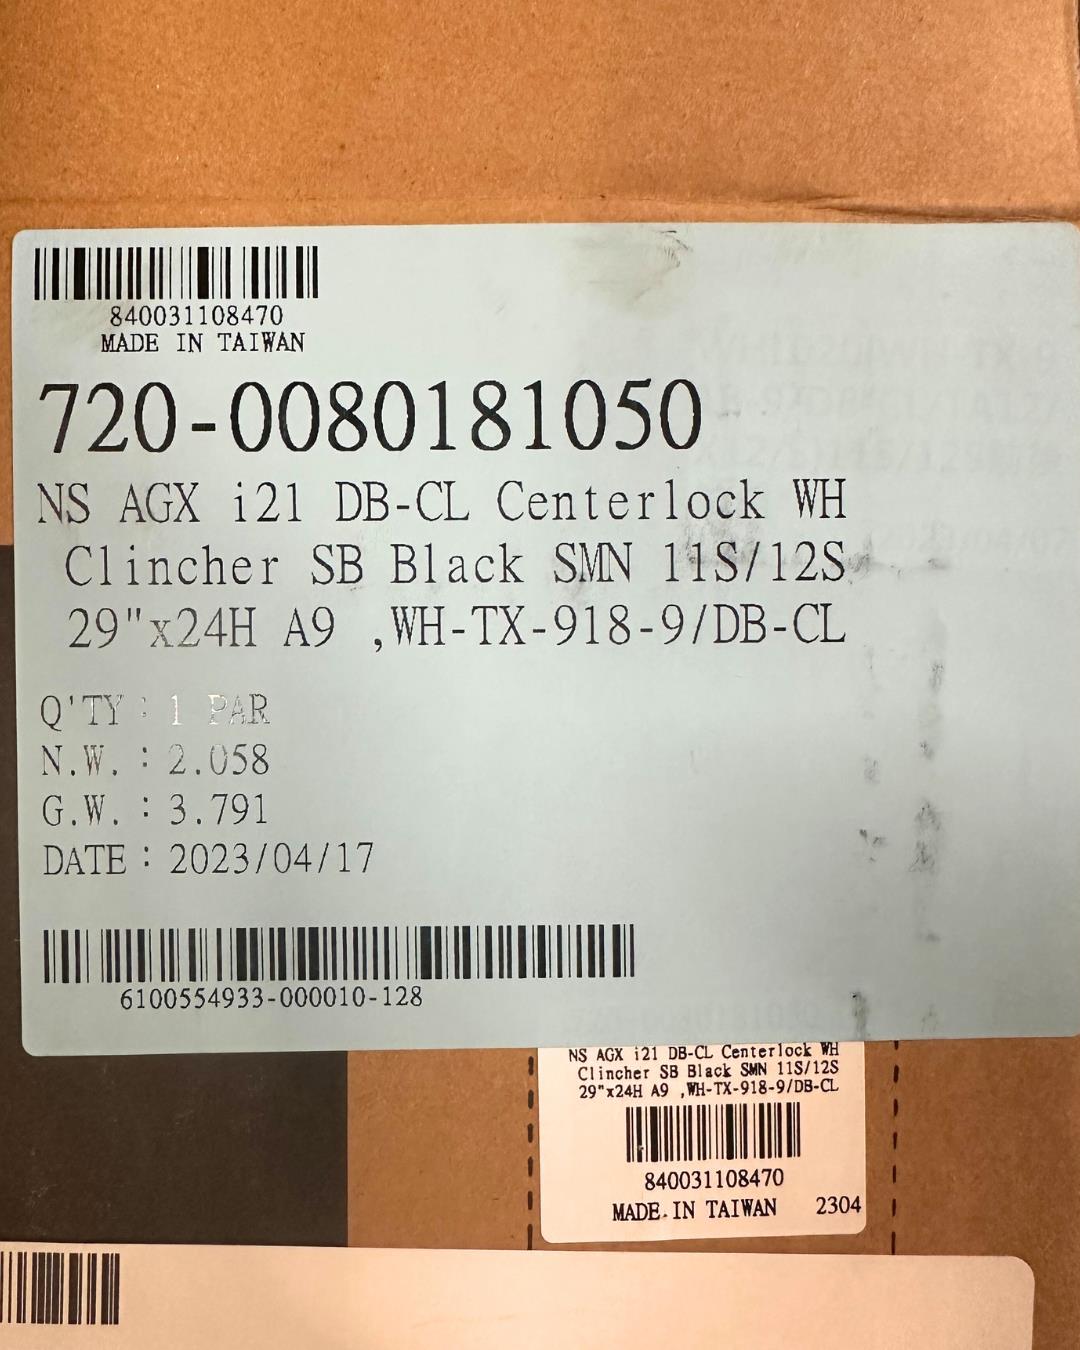 840031108470
MADE IN TAIWAN
720-0080181050
NS AGX i21 DB-CL Centerlock WH
Clincher SB Black SMN 11S/12S
29"x24H A9 ,WH-TX-918-9/DB-CL
Q'TY : 1 PAR
N.W. : 2.058
G.W. : 3.791
DATE : 2023/04/17
6100554933-000010-128
NS AGX i21 DB-CL Centerlock WH
Clincher SB Black SMN 11S/12S
29"x24H A9 ,WH-TX-918-9/DB-CL
840031108470
MADE IN TAIWAN 2304